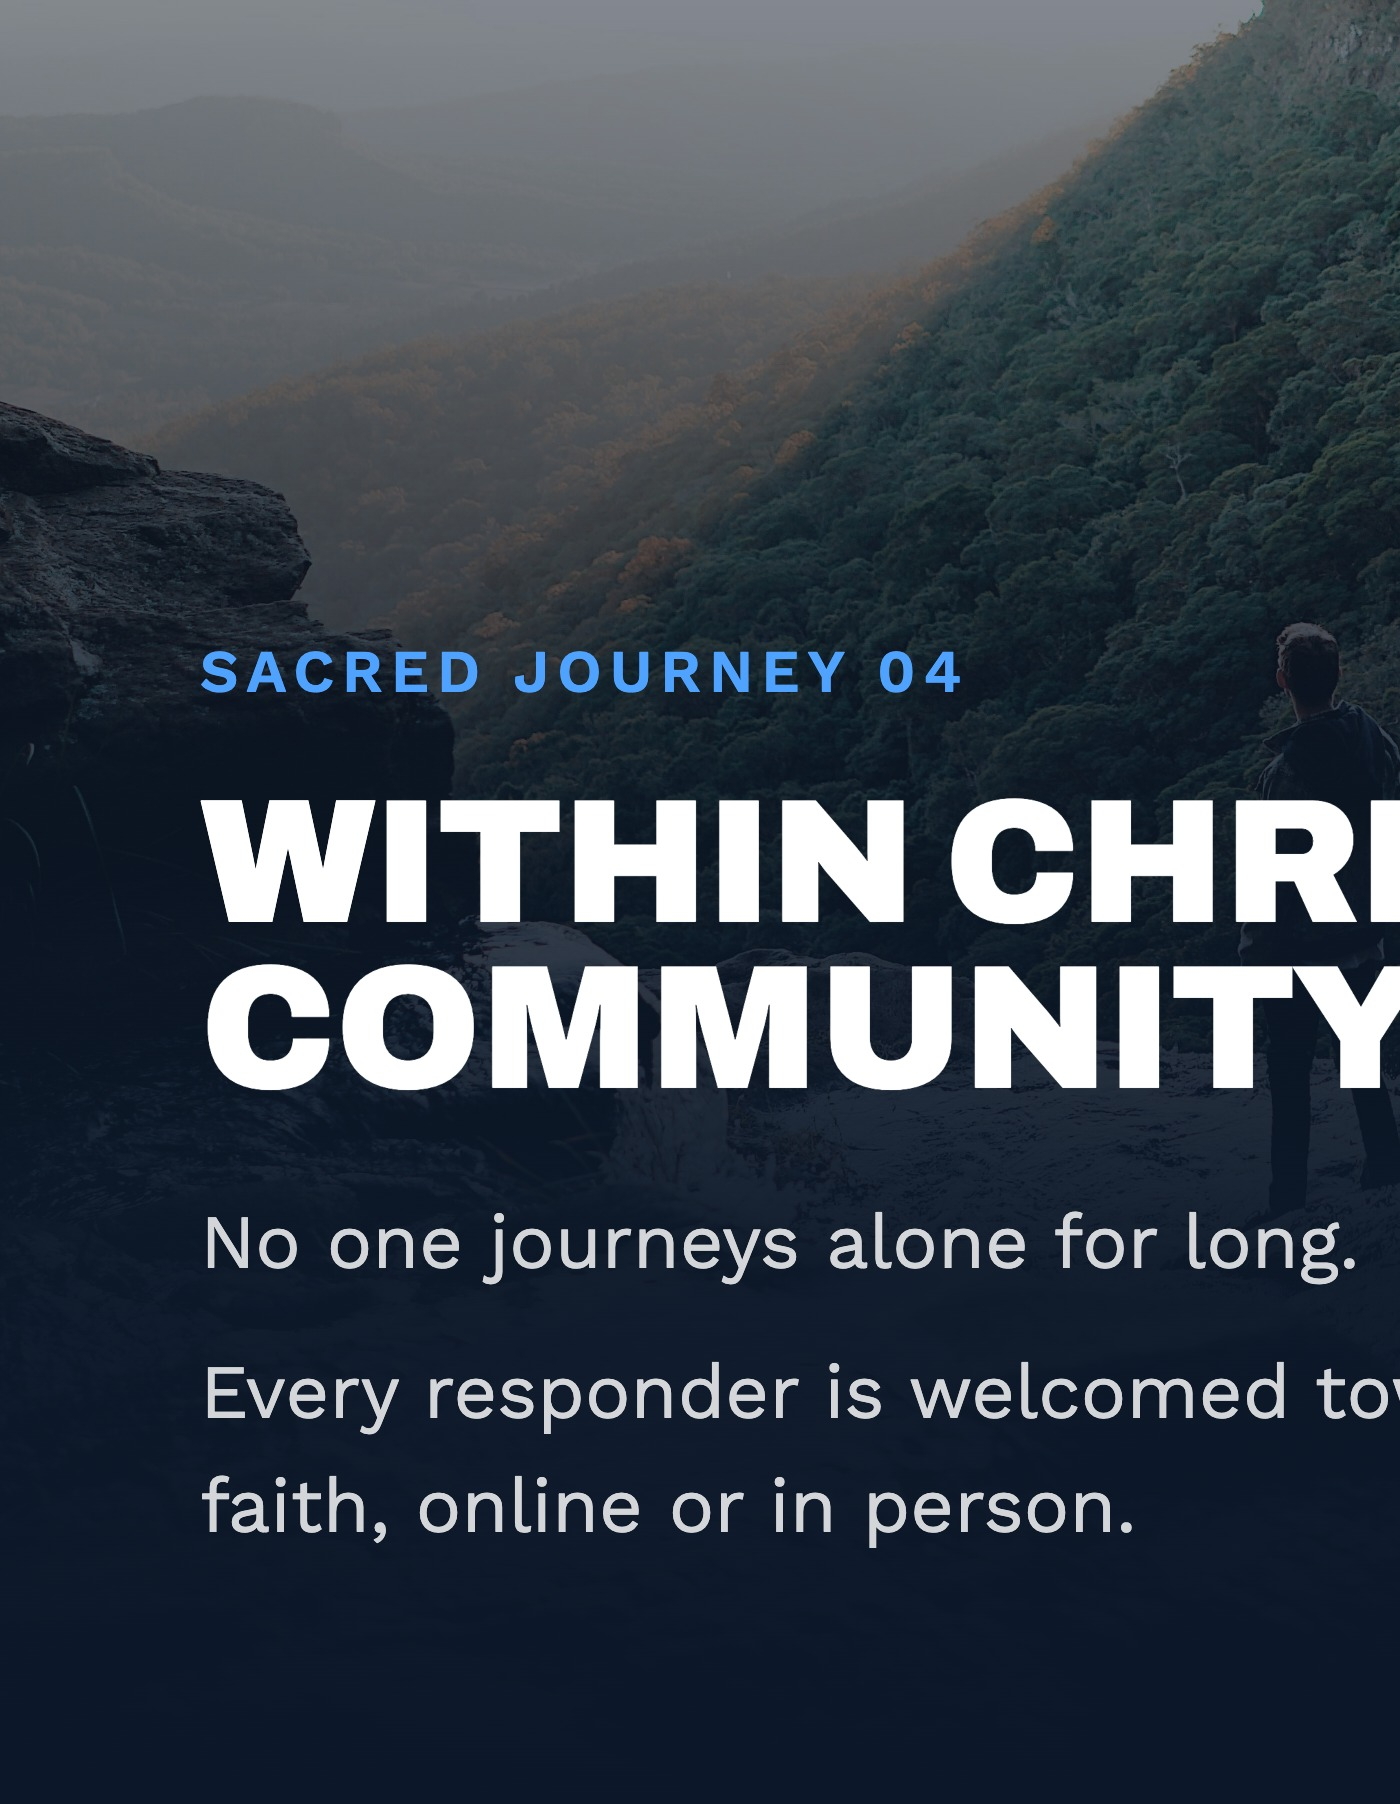 SACRED JOURNEY 04
WITHIN
COMMUNITY
No one journeys alone for long.
Every responder is welcomed
faith, online or in person.